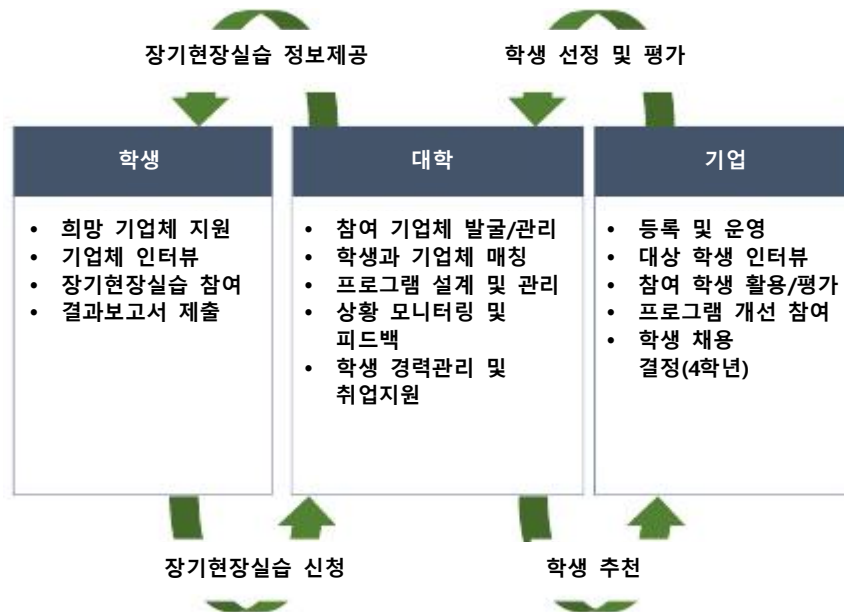 장기현장실습 정보제공
학생 선정 및 평가
학생
• 희망 기업체 지원
• 기업체 인터뷰
• 장기현장실습 참여
• 결과보고서 제출
대학
• 참여 기업체 발굴/관리
• 학생과 기업체 매칭
• 프로그램 설계 및 관리
• 상황 모니터링 및
피드백
• 학생 경력관리 및
취업지원
기업
• 등록 및 운영
• 대상 학생 인터뷰
• 참여 학생 활용/평가
• 프로그램 개선 참여
• 학생 채용
결정(4학년)
장기현장실습 신청
학생 추천